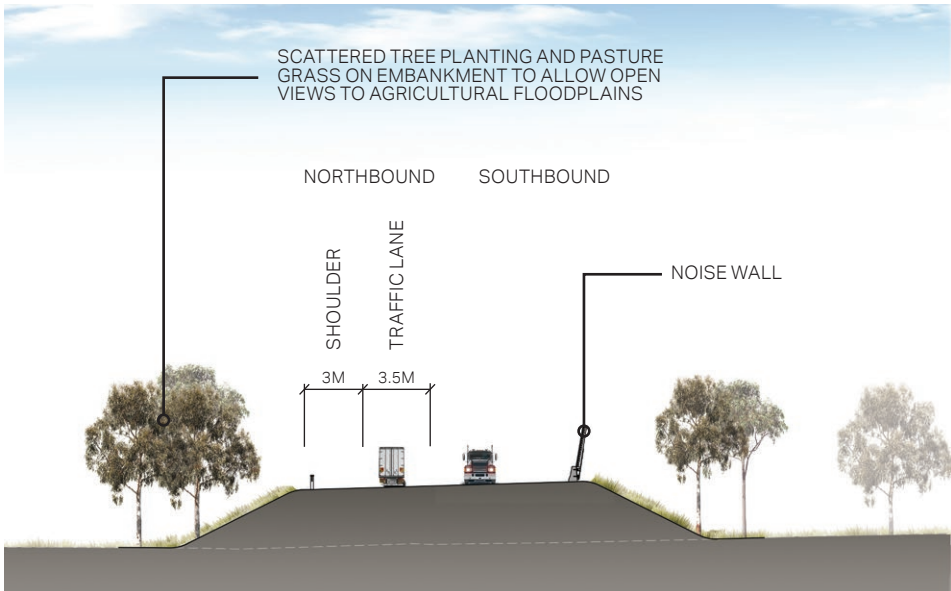 SCATTERED TREE PLANTING AND PASTURE
GRASS ON EMBANKMENT TO ALLOW OPEN
VIEWS TO AGRICULTURAL FLOODPLAINS
NORTHBOUND
SOUTHBOUND
SHOULDER
TRAFFIC LANE
NOISE WALL
3M
3.5M